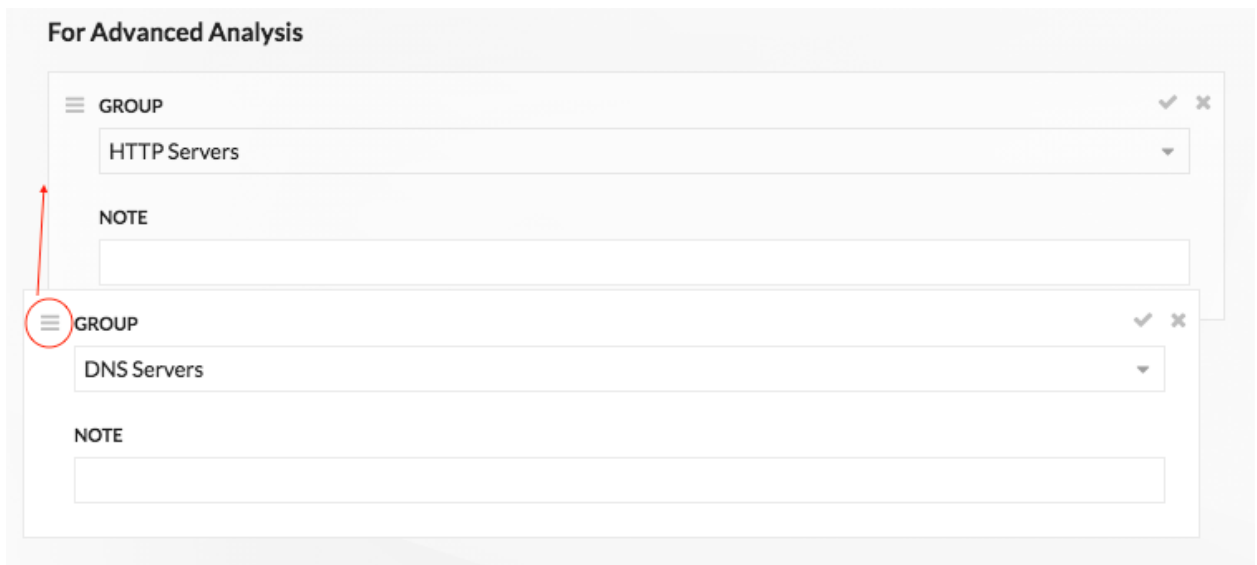 For Advanced Analysis
GROUP
HTTP Servers
NOTE
GROUP
DNS Servers
NOTE